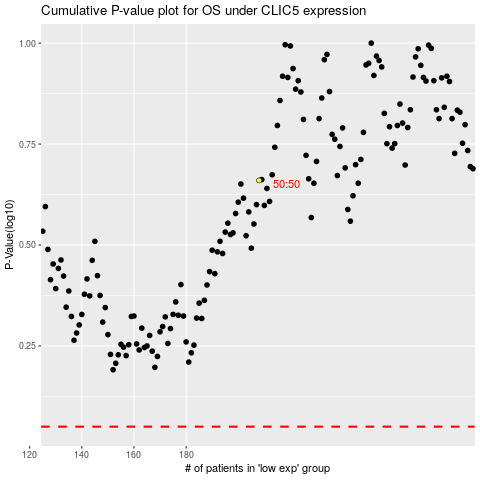 Cumulative P-value plot for OS under CLIC5 expression
1.00
0.75
0.50
0.25
P-Value(log10)
50:50
120 140 160 180
# of patients in 'low exp' group